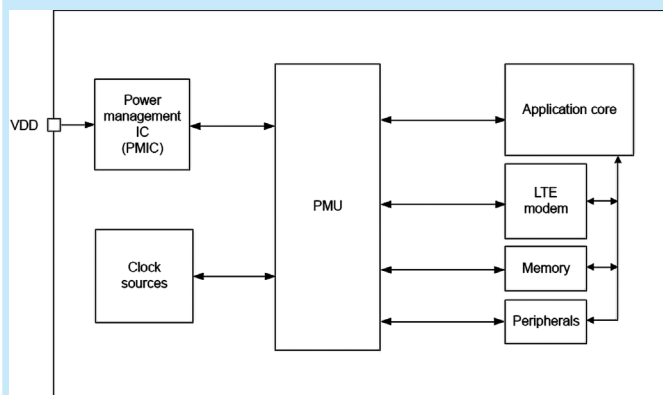 VDD
Power
management
IC
(PMIC)
Clock
sources
PMU
Application core
LTE
modem
Memory
Peripherals